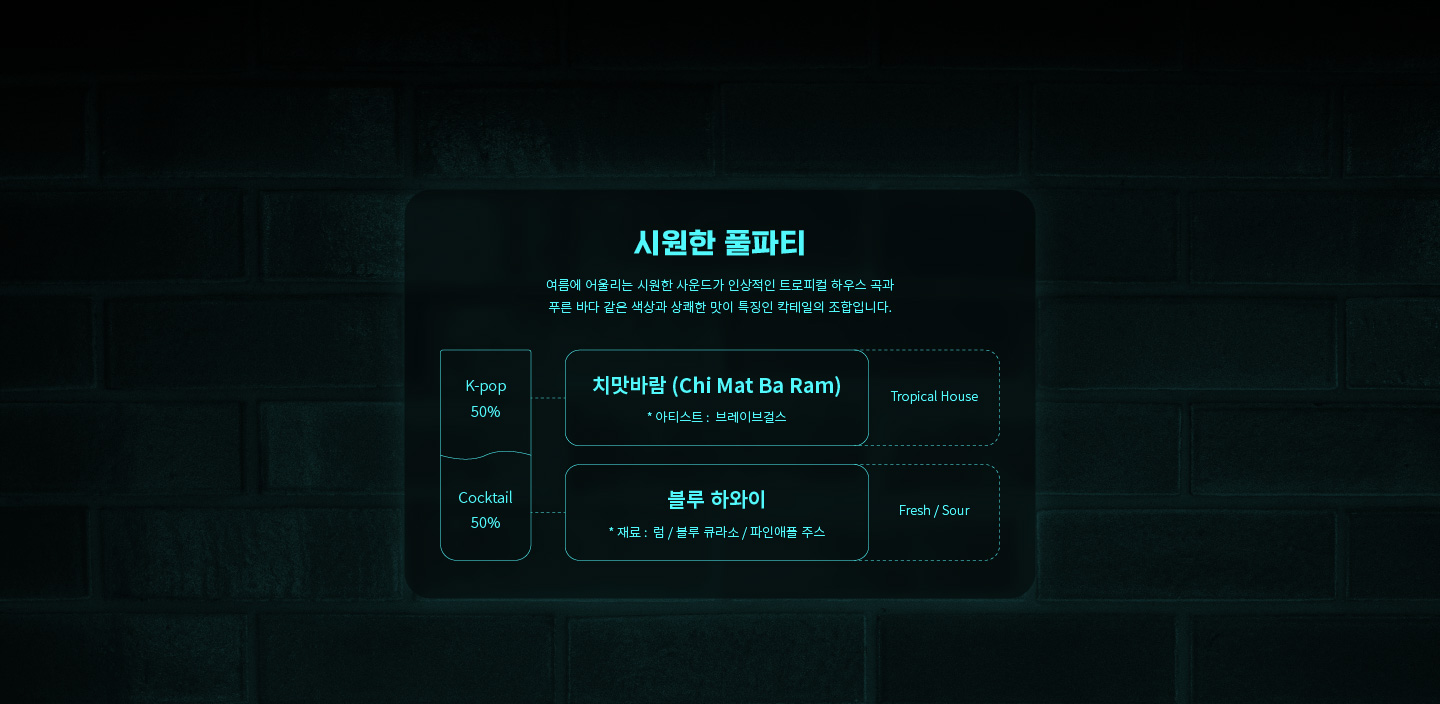 시원한 풀파티
여름에 어울리는 시원한 사운드가 인상적인 트로피컬 하우스 곡과
푸른 바다 같은 색상과 상쾌한 맛이 특징인 칵테일의 조합입니다.
K-pop
50%
치맛바람 (Chi Mat Ba Ram)
* 아티스트 : 브레이브걸스
Tropical House
Cocktail
50%
블루 하와이
* 재료 : 럼 / 블루 큐라소 / 파인애플 주스
Fresh / Sour